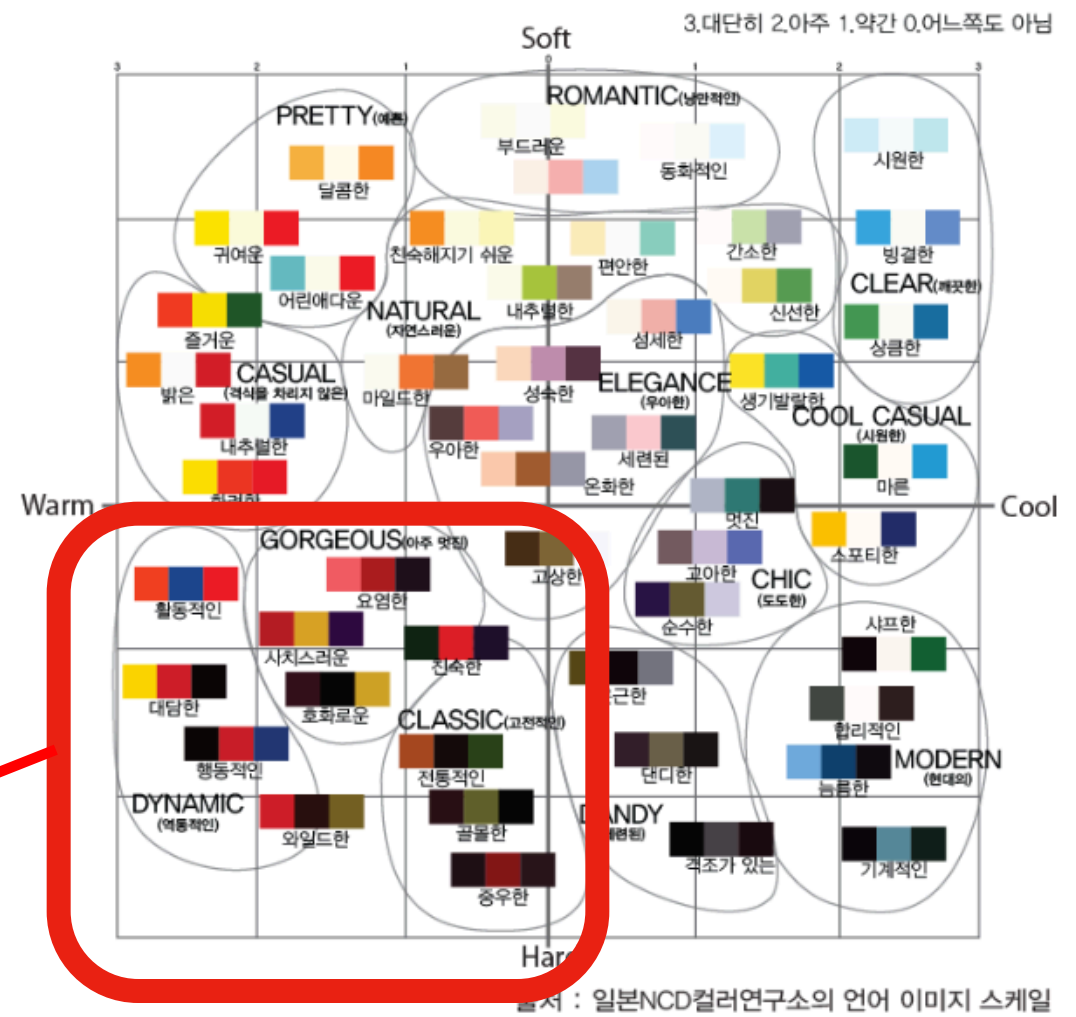 3.대단히 2.아주 1.약간 0.어느쪽도 아님
Soft
3 2 1 0 1 2 3
ROMANTIC(낭만적인)
PRETTY(예쁜)
부드러운
시원한
동화적인
달콤한
귀여운
친숙해지기 쉬운
편안한
간소한
빙결한
CLEAR(깨끗한)
어린애다운
내추럴한
신선한
NATURAL
(자연스러운)
즐거운
섬세한
상큼한
CASUAL
(격식을 차리지 않은)
밝은
마일드한
성숙한
ELEGANCE
(우아한)
생기발랄한
COOL CASUAL
(시원한)
내추럴한
우아한
세련된
온화한
마른
Warm
Cool
멋진
GORGEOUS(아주 멋진)
고상한
고아한
CHIC
(도도한)
스포티한
활동적인
요염한
순수한
샤프한
사치스러운
진숙한
대담한
호화로운
CLASSIC(고전적인)
합리적인
행동적인
전통적인
댄디한
늠름한
MODERN
(현대의)
DYNAMIC
(역동적인)
와일드한
골몰한
격조가 있는
기계적인
중우한
출처 : 일본NCD컬러연구소의 언어 이미지 스케일